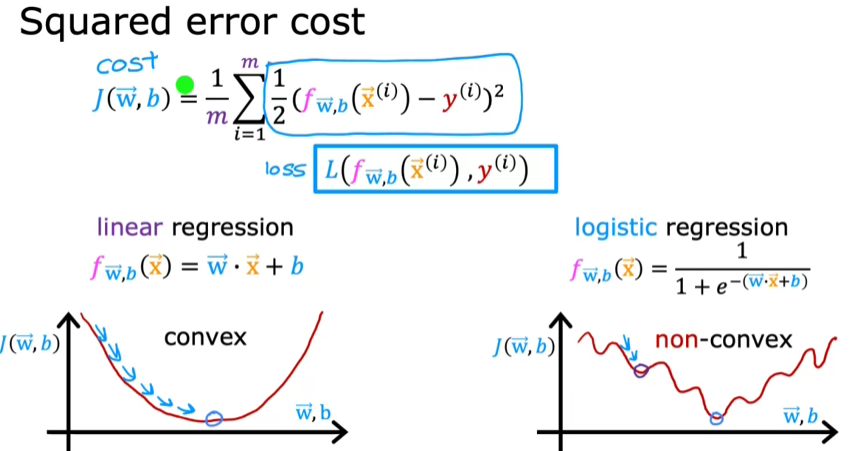 Squared error cost
cost
J(w⃗, b) = 1/m ∑_{i=1}^{m} 1/2 (f_{w⃗,b}(x⃗^{(i)}) − y^{(i)})²
loss L(f_{w⃗,b}(x⃗^{(i)}), y^{(i)})
linear regression
f_{w⃗,b}(x⃗) = w⃗ · x⃗ + b
J(w⃗, b)
convex
w⃗, b
logistic regression
f_{w⃗,b}(x⃗) = 1/(1 + e^{−(w⃗·x⃗+b)})
J(w⃗, b)
non-convex
w⃗, b